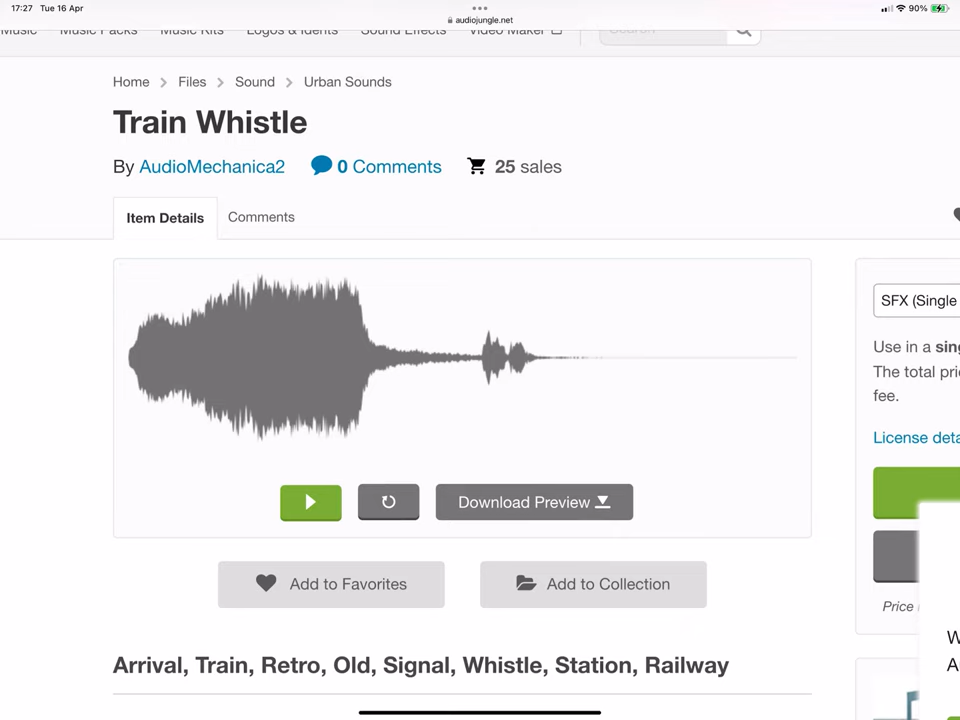 17:27 Tue 16 Apr
90%
audiojungle.net
Music Music Packs Music Kits Logos & Idents Sound Effects Video Maker Search
Home Files Sound Urban Sounds
Train Whistle
By AudioMechanica2 0 Comments 25 sales
Item Details Comments
SFX (Single
Use in a sing
The total pri
fee.
License deta
Download Preview
Add to Favorites Add to Collection
Price
W
A
Arrival, Train, Retro, Old, Signal, Whistle, Station, Railway